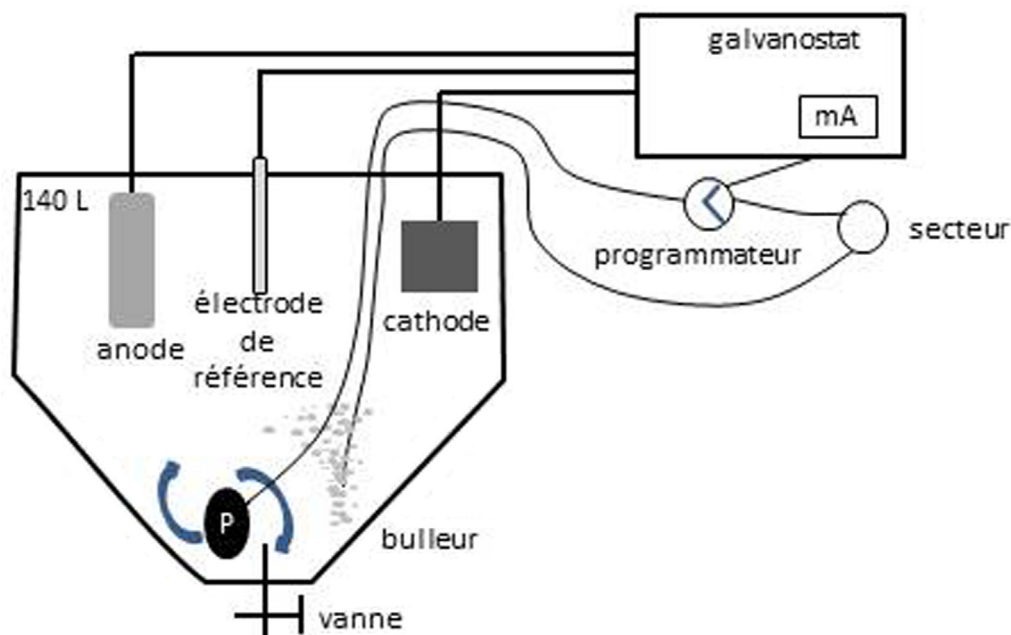 galvanostat
mA
140 L
secteur
programmateur
électrode
de
référence
cathode
anode
P
bulleur
vanne